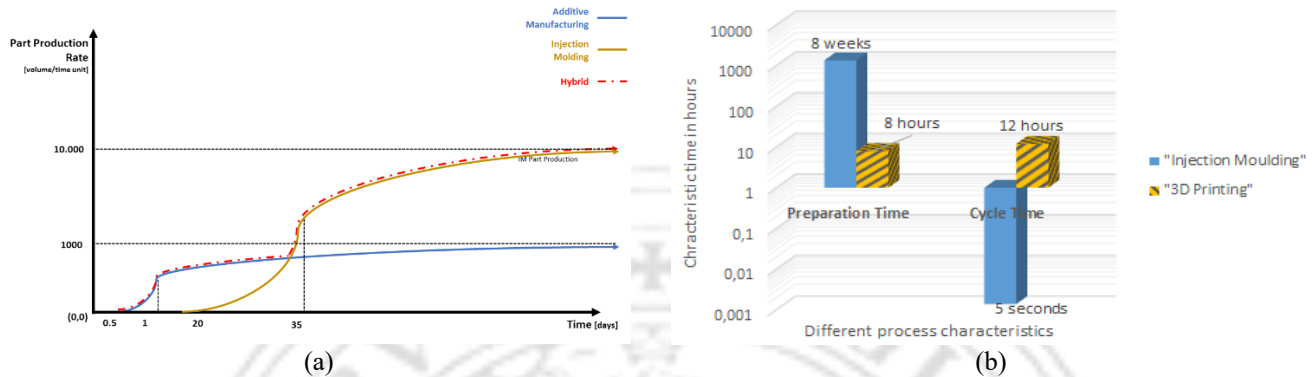 Additive
Manufacturing
Part Production
Rate
[volume/time unit]
Injection
Molding
Hybrid
10.000
IM Part Production
1000
(0,0)
0.5 1 20 35 Time [days]
(a)
Chracteristic time in hours
10000
1000
100
10
1
0,1
0,01
0,001
8 weeks
8 hours
12 hours
5 seconds
Preparation Time
Cycle Time
Different process characteristics
"Injection Moulding"
"3D Printing"
(b)